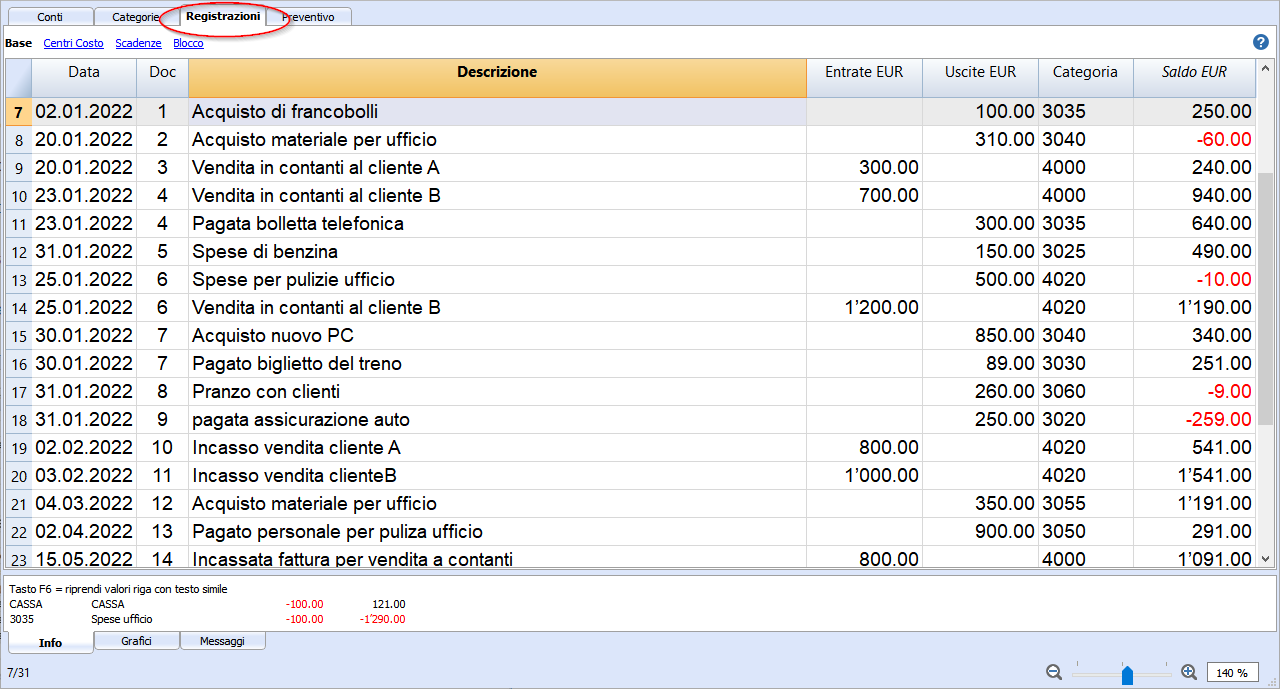 Conti Categorie Registrazioni Preventivo
Base Centri Costo Scadenze Blocco ?
Data Doc Descrizione Entrate EUR Uscite EUR Categoria Saldo EUR
7 02.01.2022 1 Acquisto di francobolli 100.00 3035 250.00
8 20.01.2022 2 Acquisto materiale per ufficio 310.00 3040 -60.00
9 20.01.2022 3 Vendita in contanti al cliente A 300.00 4000 240.00
10 23.01.2022 4 Vendita in contanti al cliente B 700.00 4000 940.00
11 23.01.2022 4 Pagata bolletta telefonica 300.00 3035 640.00
12 31.01.2022 5 Spese di benzina 150.00 3025 490.00
13 25.01.2022 6 Spese per pulizie ufficio 500.00 4020 -10.00
14 25.01.2022 6 Vendita in contanti al cliente B 1’200.00 4020 1’190.00
15 30.01.2022 7 Acquisto nuovo PC 850.00 3040 340.00
16 30.01.2022 7 Pagato biglietto del treno 89.00 3030 251.00
17 31.01.2022 8 Pranzo con clienti 260.00 3060 -9.00
18 31.01.2022 9 pagata assicurazione auto 250.00 3020 -259.00
19 02.02.2022 10 Incasso vendita cliente A 800.00 4020 541.00
20 03.02.2022 11 Incasso vendita clienteB 1’000.00 4020 1’541.00
21 04.03.2022 12 Acquisto materiale per ufficio 350.00 3055 1’191.00
22 02.04.2022 13 Pagato personale per puliza ufficio 900.00 3050 291.00
23 15.05.2022 14 Incassata fattura per vendita a contanti 800.00 4000 1’091.00
Tasto F6 = riprendi valori riga con testo simile
CASSA CASSA -100.00 121.00
3035 Spese ufficio -100.00 -1’290.00
Info Grafici Messaggi
7/31 140 %